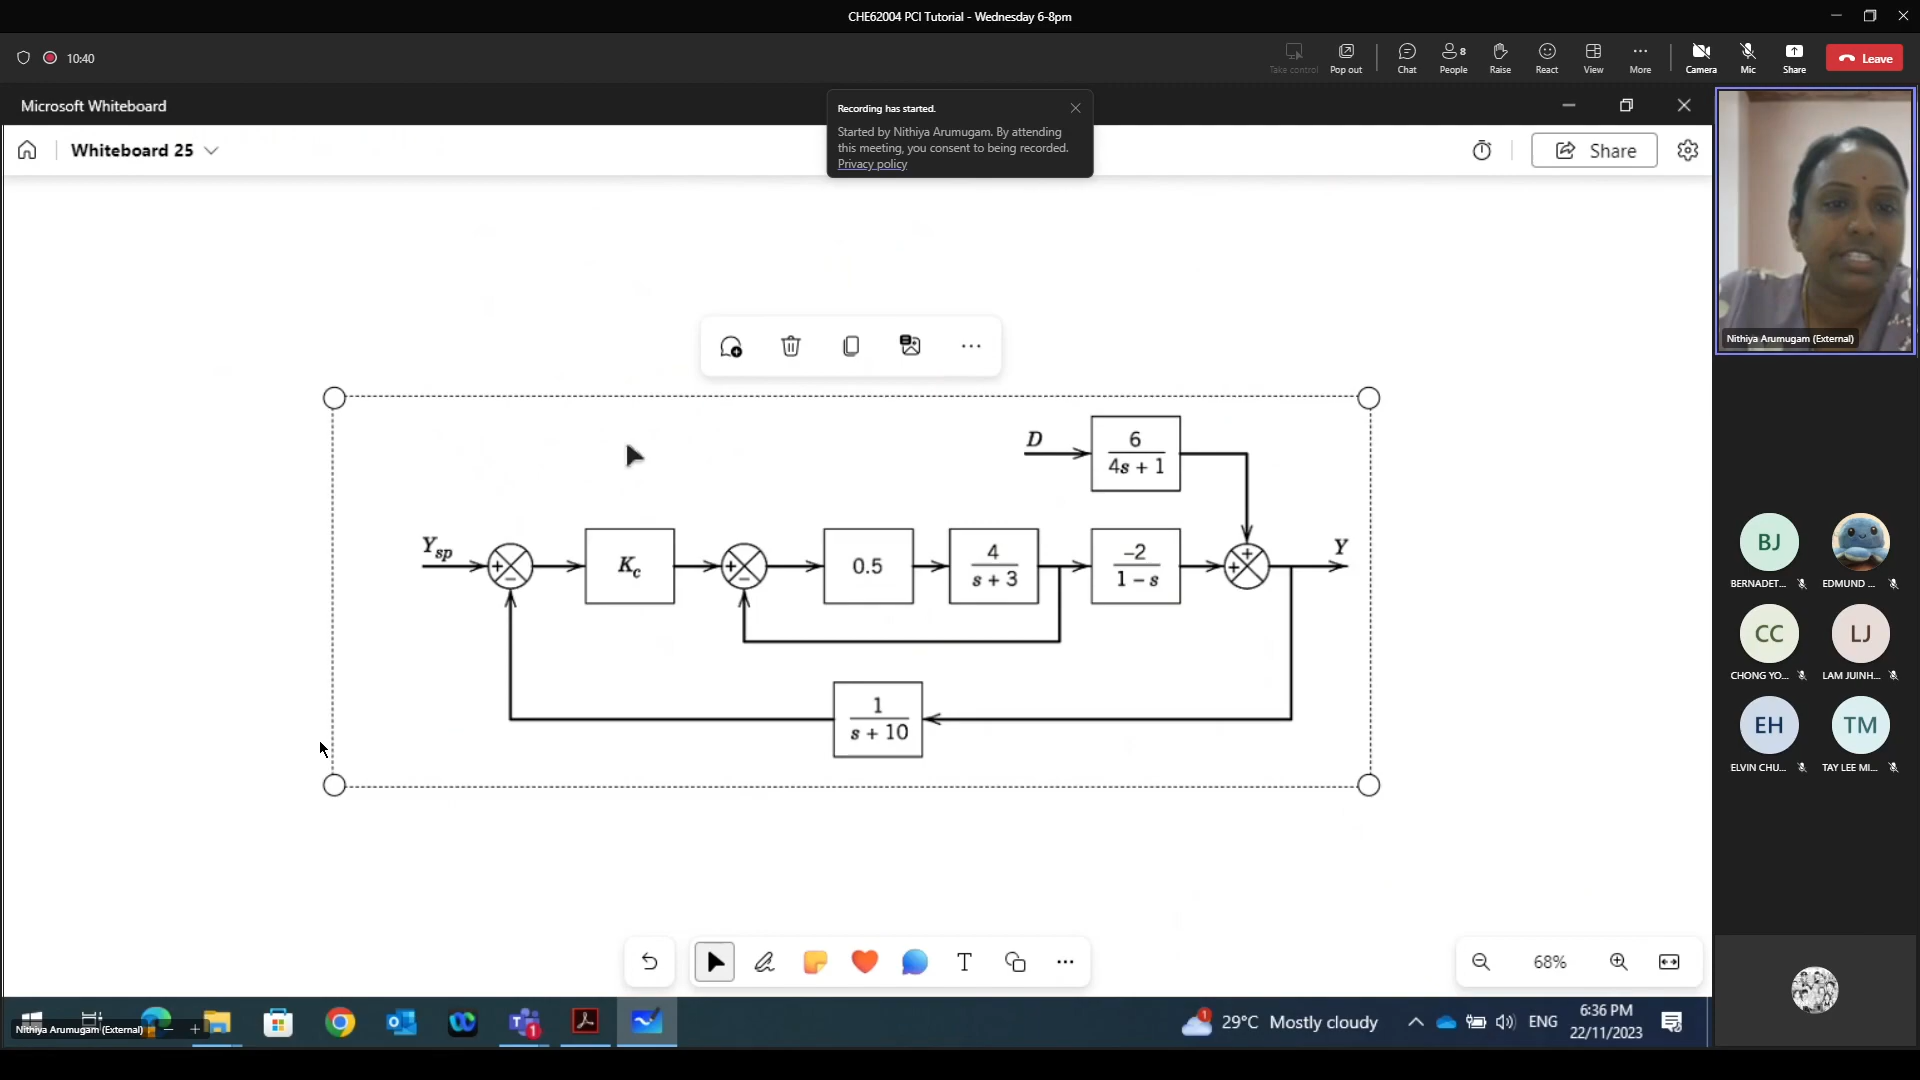 CHE62004 PCI Tutorial - Wednesday 6-8pm
10:40
Take control
Pop out
Chat
8
People
Raise
React
View
More
Camera
Mic
Share
Leave
Microsoft Whiteboard
Recording has started.
Started by Nithiya Arumugam. By attending
this meeting, you consent to being recorded.
Privacy policy
Whiteboard 25
Share
Nithiya Arumugam (External)
D
6
4s + 1
Ysp
+
−
Kc
+
−
0.5
4
s + 3
−2
1 − s
+
+
Y
1
s + 10
BJ
BERNADET...
EDMUND ...
CC
CHONG YO...
LJ
LAM JUINH...
EH
ELVIN CHU...
TM
TAY LEE MI...
T
68%
Nithiya Arumugam (External)
1
1
29°C Mostly cloudy
ENG
6:36 PM
22/11/2023